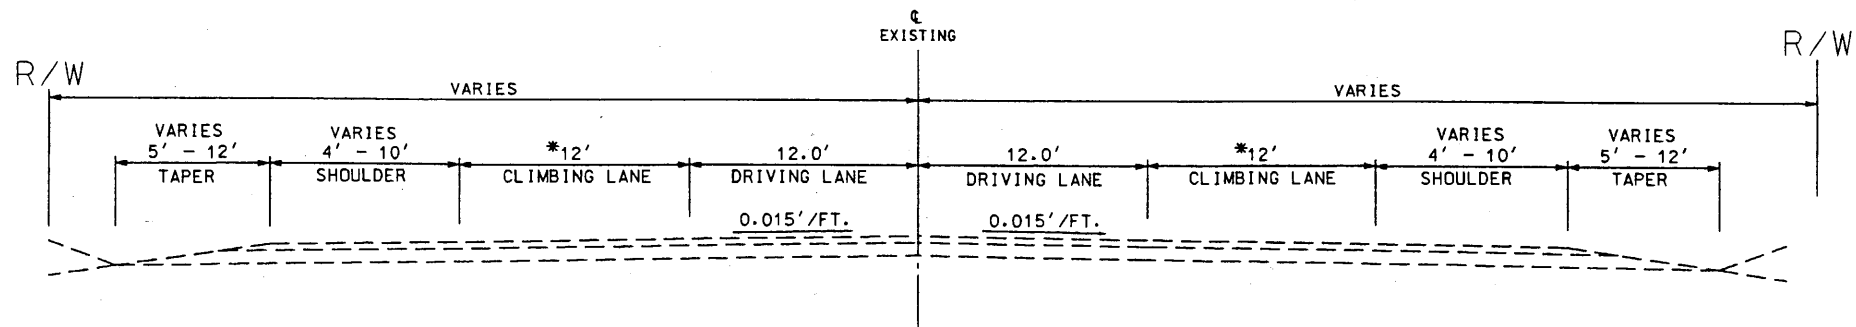 ℄
EXISTING
R/W
R/W
VARIES
VARIES
VARIES
5' - 12'
TAPER
VARIES
4' - 10'
SHOULDER
*12'
CLIMBING LANE
12.0'
DRIVING LANE
12.0'
DRIVING LANE
*12'
CLIMBING LANE
VARIES
4' - 10'
SHOULDER
VARIES
5' - 12'
TAPER
0.015'/FT.
0.015'/FT.